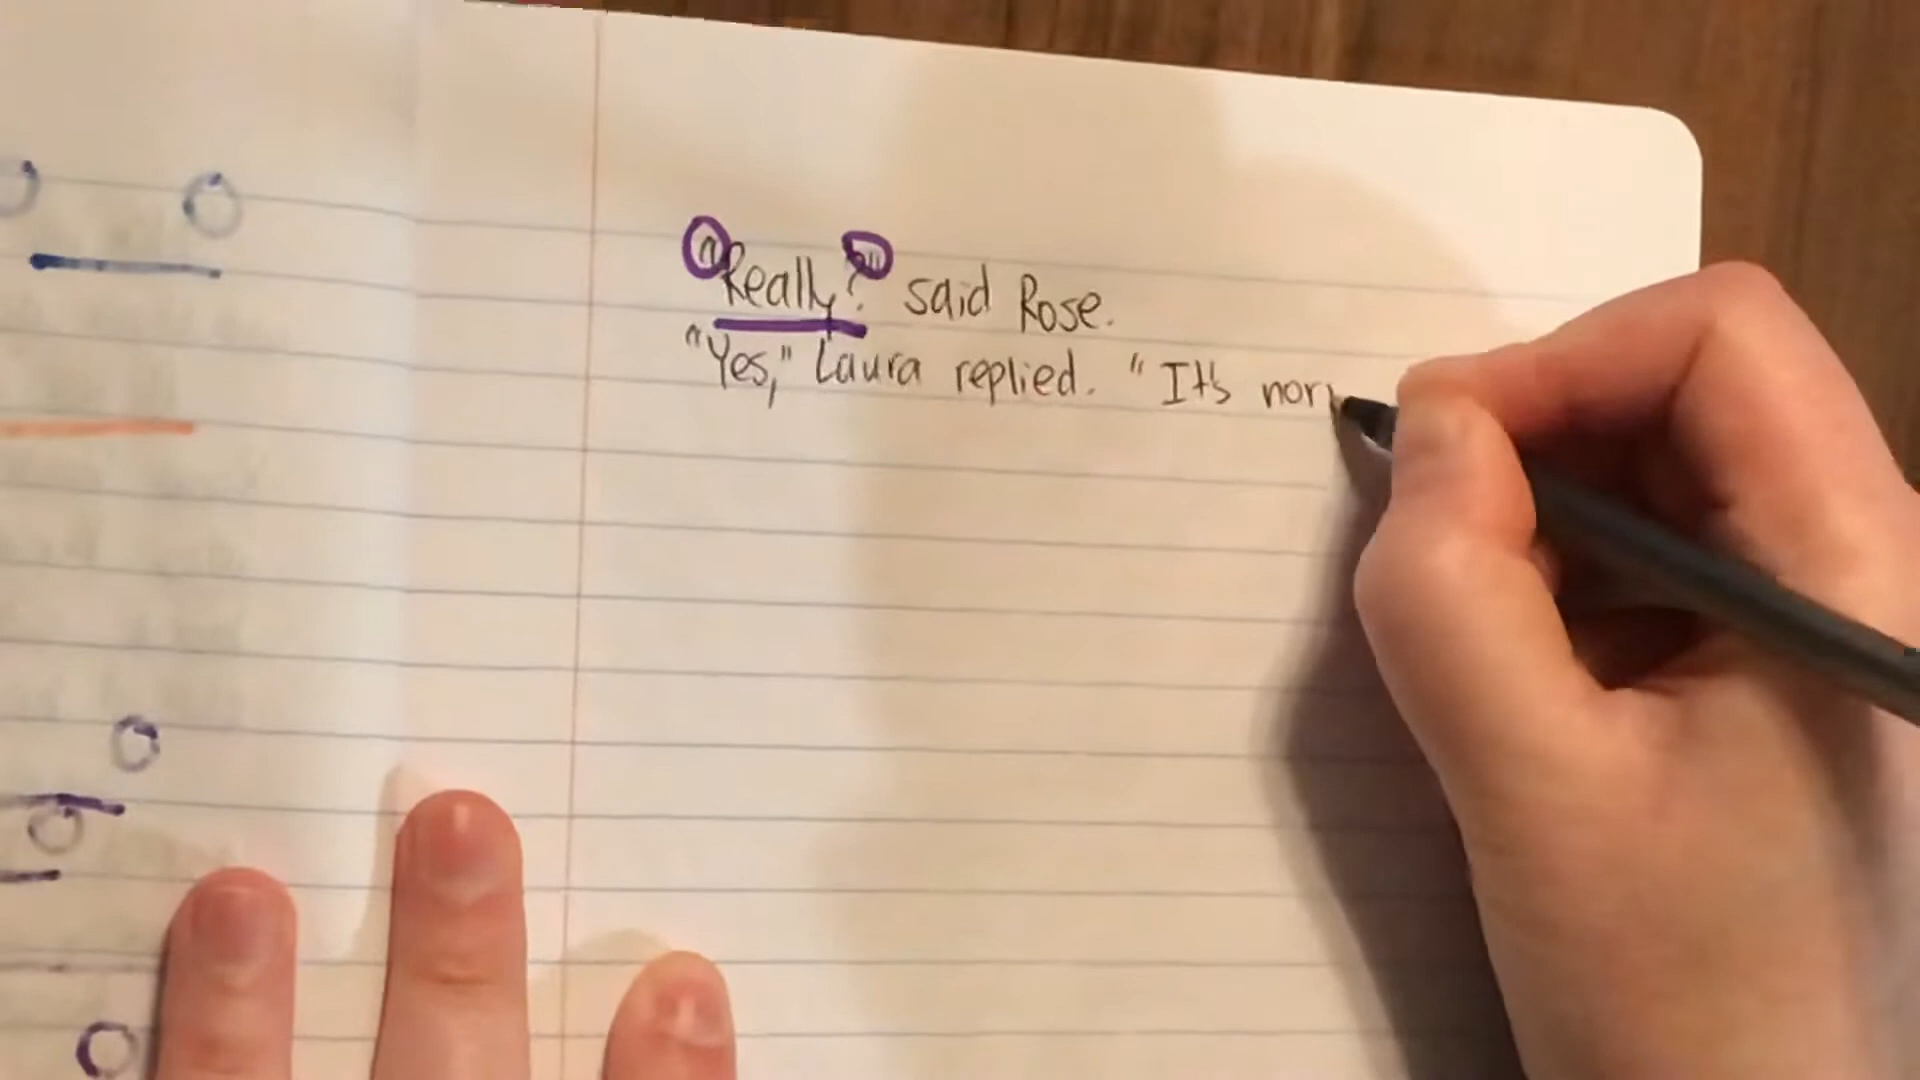 "Really?" said Rose.
"Yes," Laura replied. "It's nor